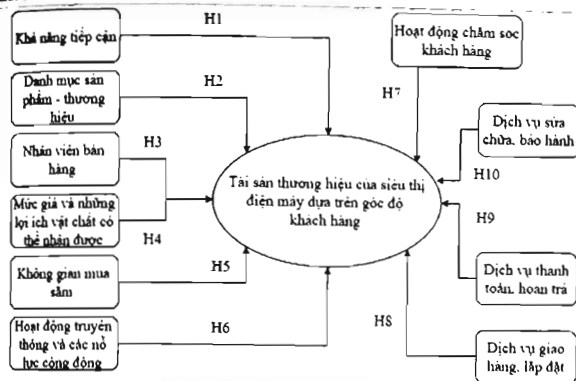 Khả năng tiếp cận
H1
Hoạt động chăm sóc
khách hàng
H7
Danh mục sản
phẩm - thương
hiệu
H2
Nhân viên bán
hàng
H3
Mức giá và những
lợi ích vật chất có
thể nhận được
H4
Tài sản thương hiệu của siêu thị
điện máy dựa trên góc độ
khách hàng
Dịch vụ sửa
chữa, bảo hành
H10
H9
Không gian mua
sắm
H5
Dịch vụ thanh
toán, hoàn trả
Hoạt động truyền
thông và các nỗ
lực cộng đồng
H6
H8
Dịch vụ giao
hàng, lắp đặt